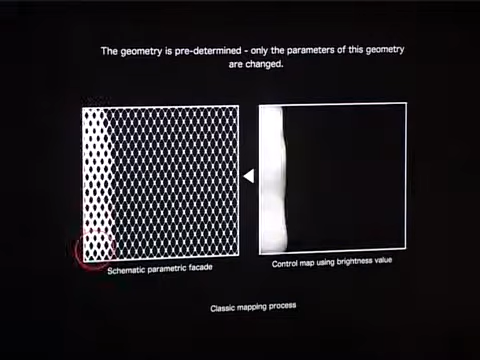 The geometry is pre-determined - only the parameters of this geometry
are changed.
Schematic parametric facade
Control map using brightness value
Classic mapping process